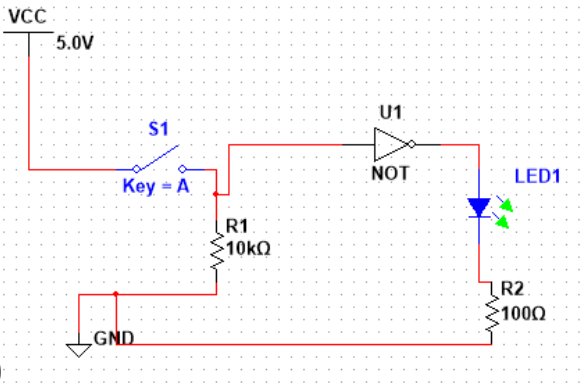 VCC
5.0V
S1
Key = A
U1
NOT
LED1
R1
10kΩ
R2
100Ω
GND